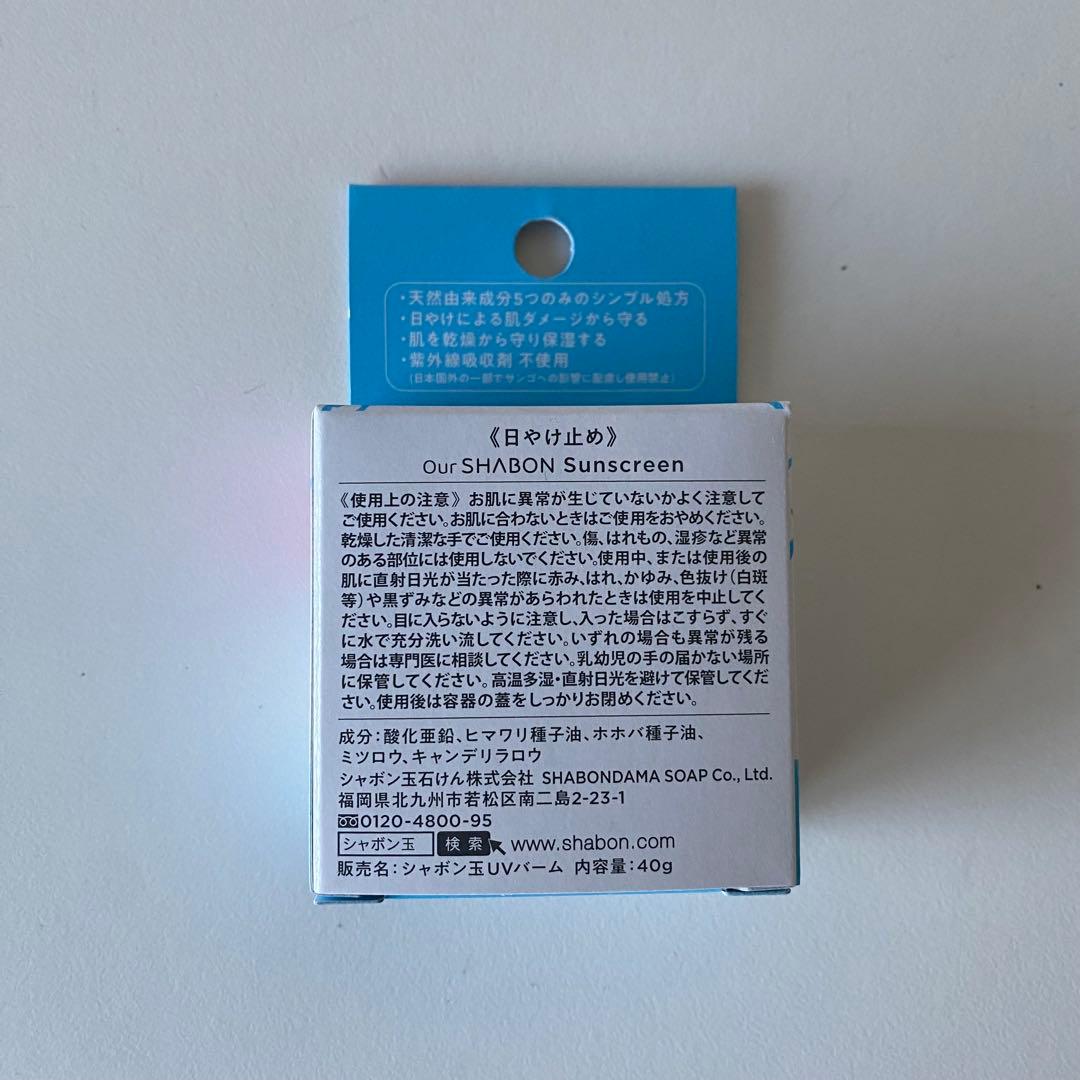 ・天然由来成分5つのみのシンプル処方
・日やけによる肌ダメージから守る
・肌を乾燥から守り保湿する
・紫外線吸収剤 不使用
(日本国外の一部でサンゴへの影響に配慮し使用禁止)
《日やけ止め》
Our SHABON Sunscreen
《使用上の注意》お肌に異常が生じていないかよく注意して
ご使用ください。お肌に合わないときはご使用をおやめください。
乾燥した清潔な手でご使用ください。傷、はれもの、湿疹など異常
のある部位には使用しないでください。使用中、または使用後の
肌に直射日光が当たった際に赤み、はれ、かゆみ、色抜け(白斑
等)や黒ずみなどの異常があらわれたときは使用を中止してく
ださい。目に入らないように注意し、入った場合はこすらず、すぐ
に水で充分洗い流してください。いずれの場合も異常が残る
場合は専門医に相談してください。乳幼児の手の届かない場所
に保管してください。高温多湿・直射日光を避けて保管してくだ
さい。使用後は容器の蓋をしっかりお閉めください。
成分:酸化亜鉛、ヒマワリ種子油、ホホバ種子油、
ミツロウ、キャンデリラロウ
シャボン玉石けん株式会社 SHABONDAMA SOAP Co., Ltd.
福岡県北九州市若松区南二島2-23-1
0120-4800-95
シャボン玉 検索 www.shabon.com
販売名:シャボン玉UVバーム 内容量:40g